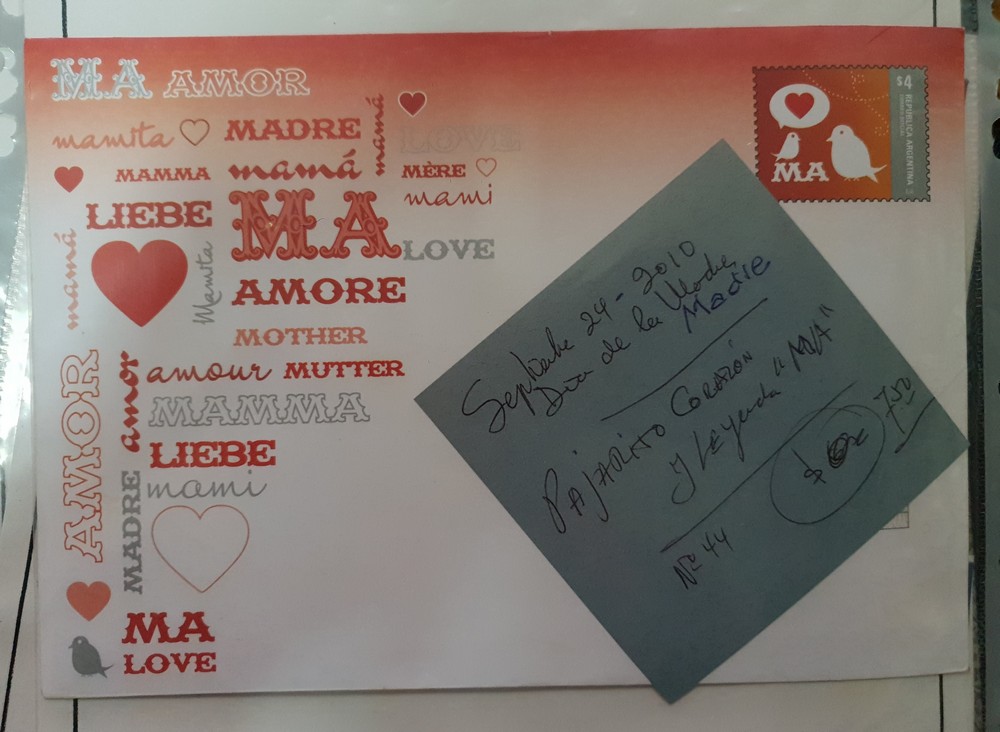 MA AMOR
mamita MADRE
mamá
LOVE
MAMMA mamá MÈRE
mami
LIEBE MA
LOVE
mamá
Mamita
AMORE
MOTHER
amour MUTTER
amor
MAMMA
AMOR
LIEBE
mami
MADRE
MA
LOVE
$4
REPÚBLICA ARGENTINA
MA
24-2010
Dia de la Madre
Madre
PAJARITO CORAZÓN
y Leyenda "MA"
$ 7,50
Nº 44